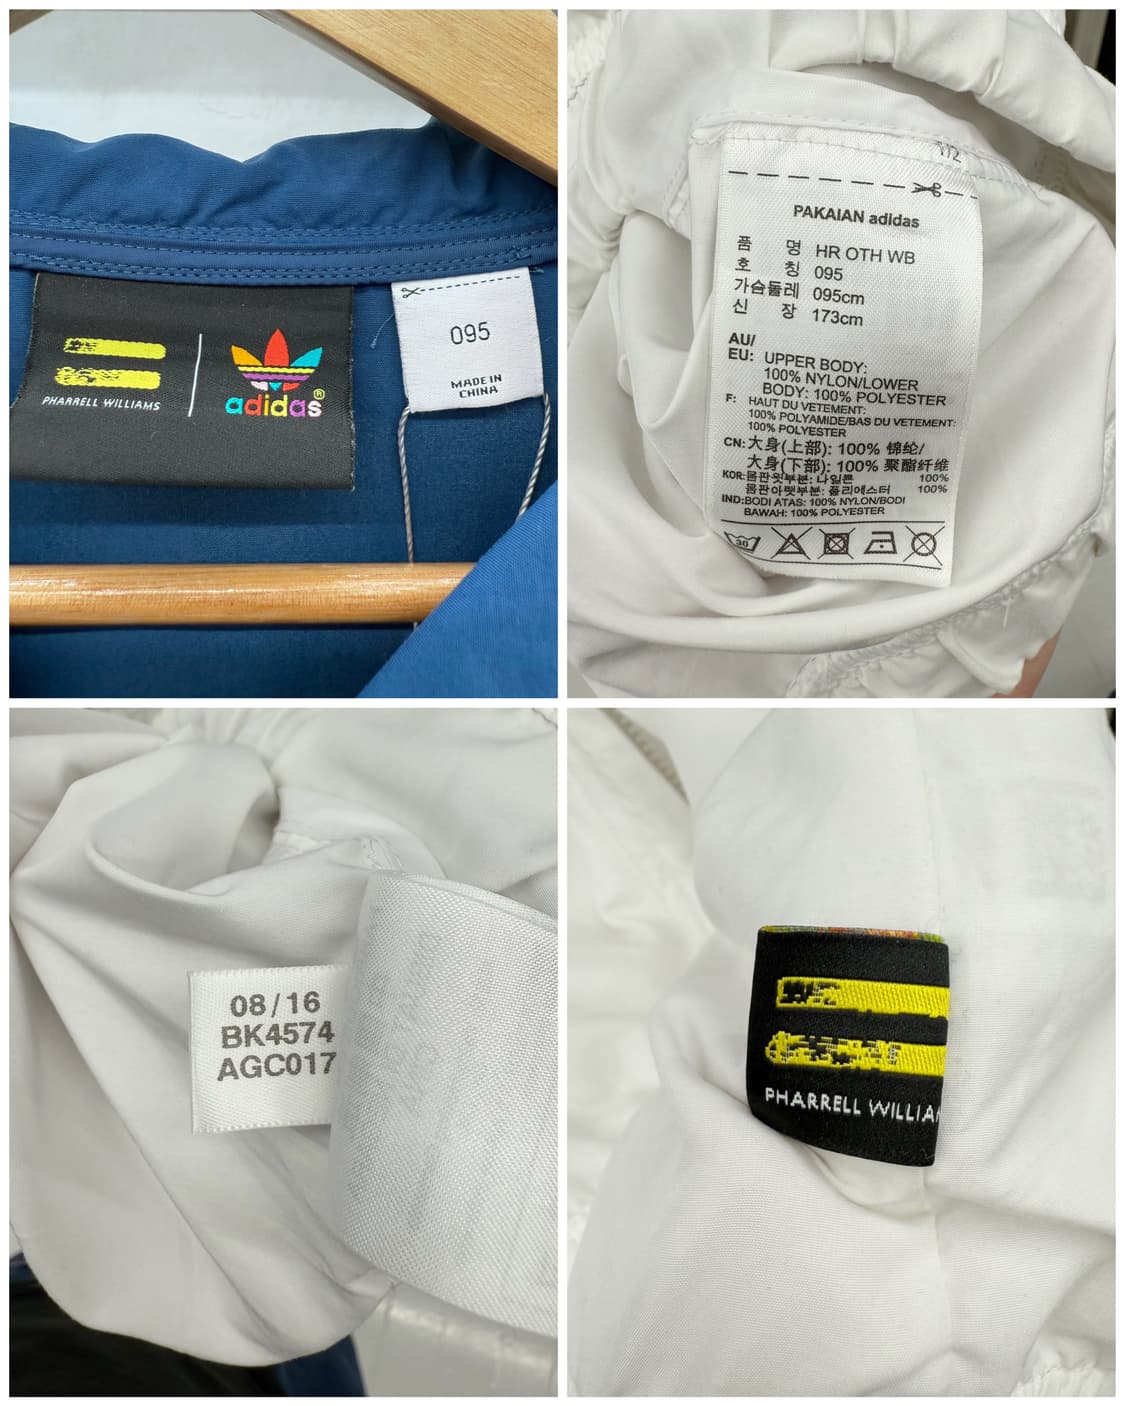 PHARRELL WILLIAMS
adidas®
095
MADE IN
CHINA
PAKAIAN adidas
품 명 HR OTH WB
호 칭 095
가슴둘레 095cm
신 장 173cm
AU/
EU: UPPER BODY:
100% NYLON/LOWER
BODY: 100% POLYESTER
F: HAUT DU VETEMENT:
100% POLYAMIDE/BAS DU VETEMENT:
100% POLYESTER
CN: 大身(上部): 100% 锦纶/
大身(下部): 100% 聚酯纤维
KOR: 몸판윗부분: 나일론 100%
몸판아랫부분: 폴리에스터 100%
IND: BODI ATAS: 100% NYLON/BODI
BAWAH: 100% POLYESTER
30
08/16
BK4574
AGC017
PHARRELL WILLIA